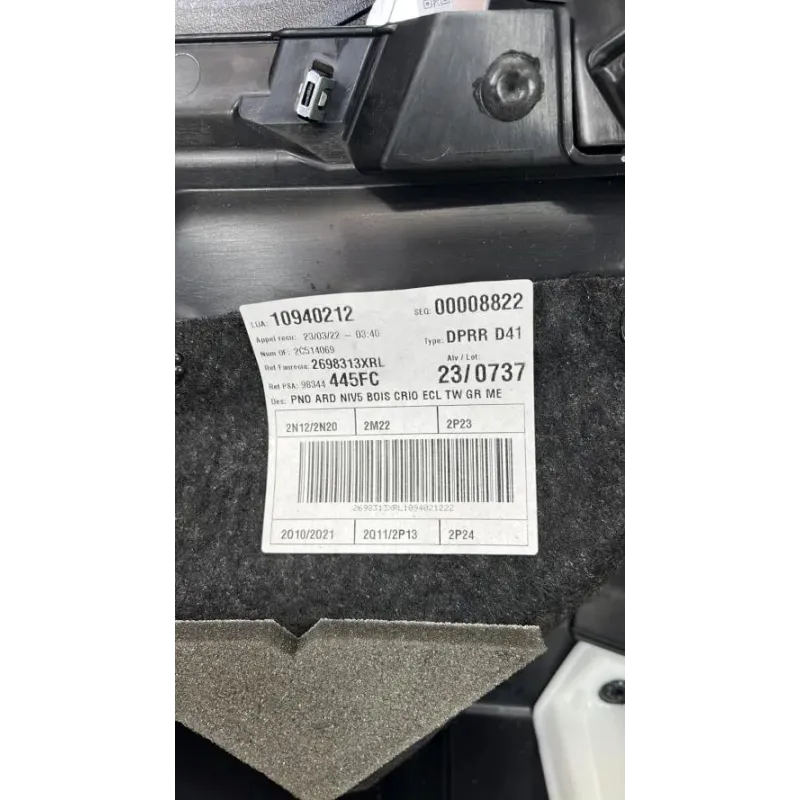 LUA: 10940212 SEQ: 00008822
Appel recu: 23/03/22 - 03:40 Type: DPRR D41
Num OF: 2C514069 Alv / Lot:
Ref Faurecia: 2698313XRL 23/0737
Ref PSA: 98344 445FC
Des: PNO ARD NIV5 BOIS CRIO ECL TW GR ME
2N12/2N20 2M22 2P23
2698313XRL1094021222
2O10/2O21 2Q11/2P13 2P24